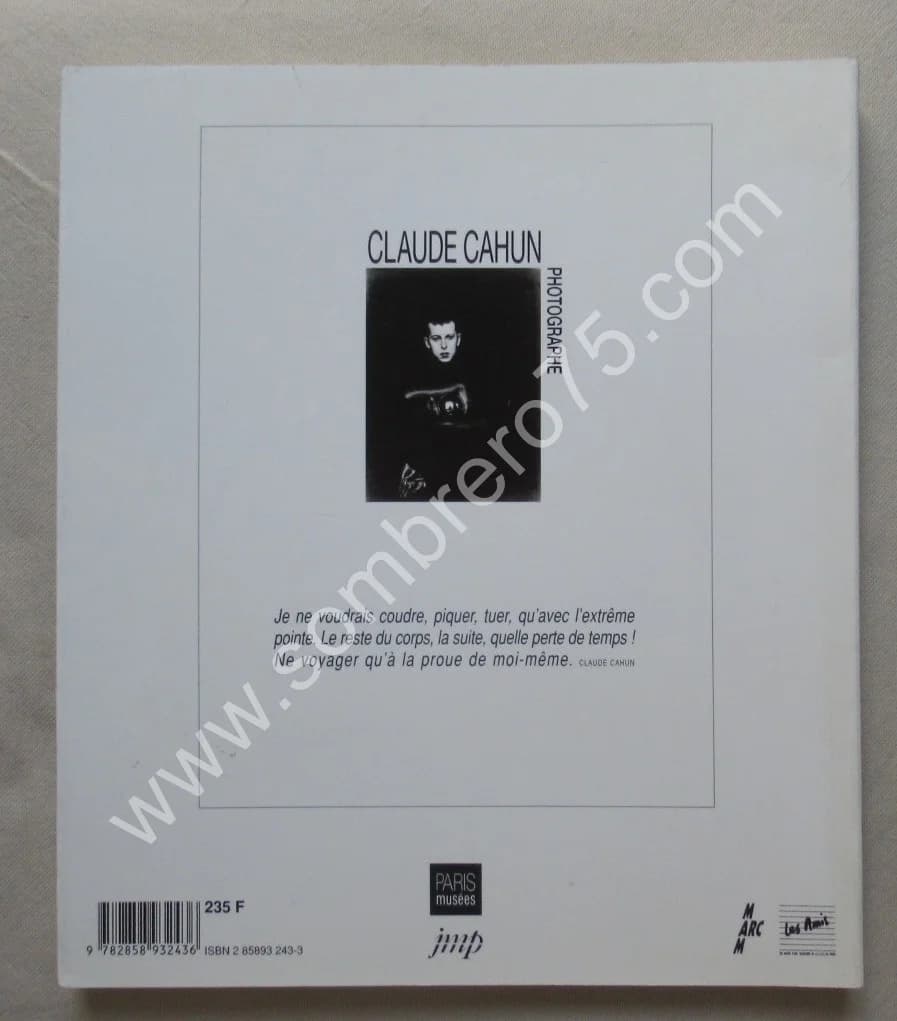 CLAUDE CAHUN
PHOTOGRAPHE
Je ne voudrais coudre, piquer, tuer, qu'avec l'extrême
pointe. Le reste du corps, la suite, quelle perte de temps !
Ne voyager qu'à la proue de moi-même. CLAUDE CAHUN
www.sombrero75.com
PARIS
musées
jmp
235 F
9 782858 932436
ISBN 2 85893 243-3
M
ARC
M
Les Amis